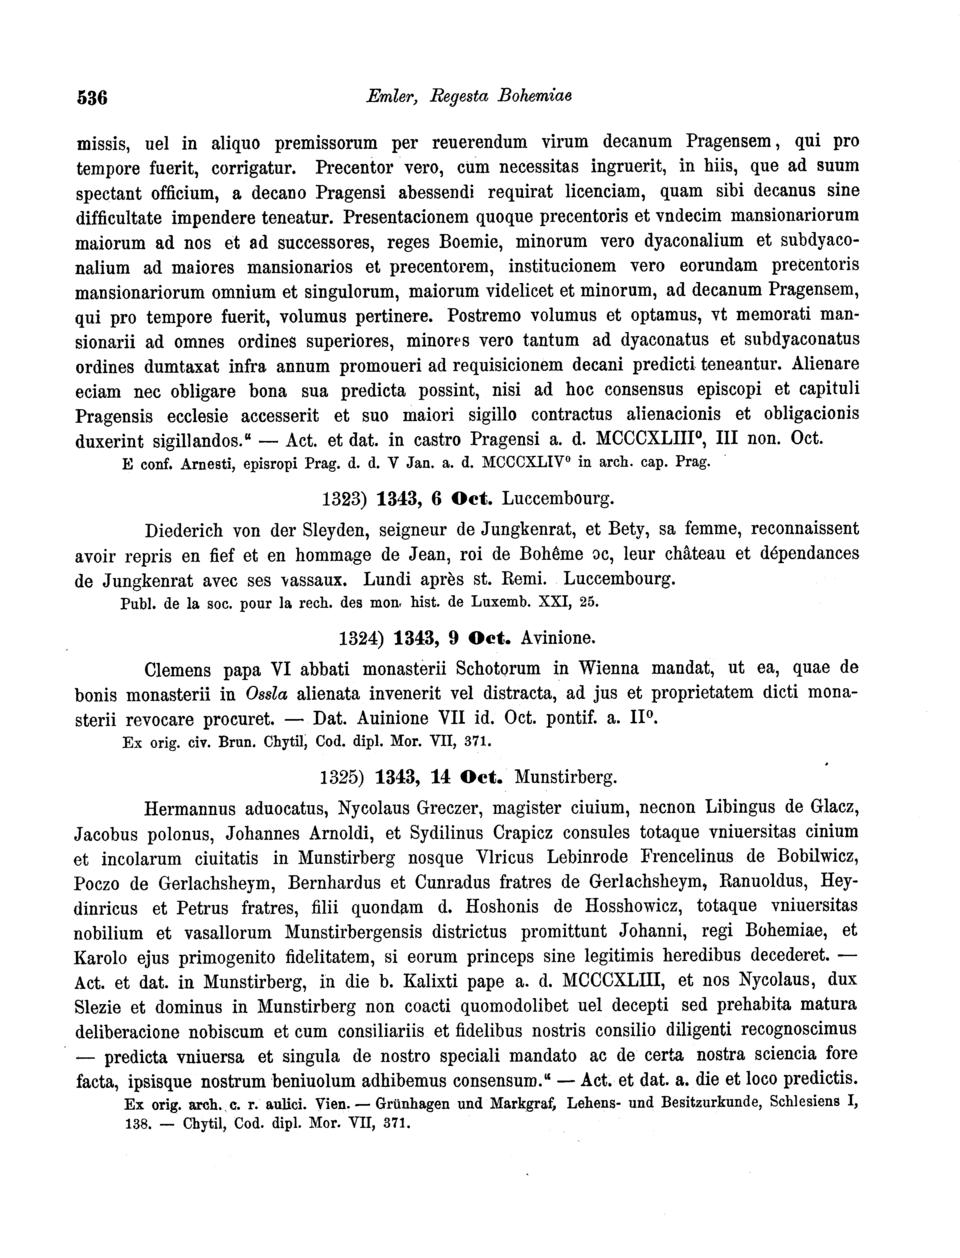 536 Emler, Regesta Bohemiae
missis, uel in aliquo premissorum per reuerendum virum decanum Pragensem, qui pro
tempore fuerit, corrigatur. Precentor vero, cum necessitas ingruerit, in hiis, que ad suum
spectant officium, a decano Pragensi abessendi requirat licenciam, quam sibi decanus sine
difficultate impendere teneatur. Presentacionem quoque precentoris et vndecim mansionariorum
maiorum ad nos et ad successores, reges Boemie, minorum vero dyaconalium et subdyaco-
nalium ad maiores mansionarios et precentorem, institucionem vero eorundam precentoris
mansionariorum omnium et singulorum, maiorum videlicet et minorum, ad decanum Pragensem,
qui pro tempore fuerit, volumus pertinere. Postremo volumus et optamus, vt memorati man-
sionarii ad omnes ordines superiores, minores vero tantum ad dyaconatus et subdyaconatus
ordines dumtaxat infra annum promoueri ad requisicionem decani predicti teneantur. Alienare
eciam nec obligare bona sua predicta possint, nisi ad hoc consensus episcopi et capituli
Pragensis ecclesie accesserit et suo maiori sigillo contractus alienacionis et obligacionis
duxerint sigillandos.“ — Act. et dat. in castro Pragensi a. d. MCCCXLIII⁰, III non. Oct.
E conf. Arnesti, episropi Prag. d. d. V Jan. a. d. MCCCXLIV⁰ in arch. cap. Prag.
1323) 1343, 6 Oct. Luccembourg.
Diederich von der Sleyden, seigneur de Jungkenrat, et Bety, sa femme, reconnaissent
avoir repris en fief et en hommage de Jean, roi de Bohême ꝛc, leur château et dépendances
de Jungkenrat avec ses vassaux. Lundi après st. Remi. Luccembourg.
Publ. de la soc. pour la rech. des mon. hist. de Luxemb. XXI, 25.
1324) 1343, 9 Oct. Avinione.
Clemens papa VI abbati monasterii Schotorum in Wienna mandat, ut ea, quae de
bonis monasterii in Ossla alienata invenerit vel distracta, ad jus et proprietatem dicti mona-
sterii revocare procuret. — Dat. Auinione VII id. Oct. pontif. a. II⁰.
Ex orig. civ. Brun. Chytil, Cod. dipl. Mor. VII, 371.
1325) 1343, 14 Oct. Munstirberg.
Hermannus aduocatus, Nycolaus Greczer, magister ciuium, necnon Libingus de Glacz,
Jacobus polonus, Johannes Arnoldi, et Sydilinus Crapicz consules totaque vniuersitas cinium
et incolarum ciuitatis in Munstirberg nosque Vlricus Lebinrode Frencelinus de Bobilwicz,
Poczo de Gerlachsheym, Bernhardus et Cunradus fratres de Gerlachsheym, Ranuoldus, Hey-
dinricus et Petrus fratres, filii quondam d. Hoshonis de Hosshowicz, totaque vniuersitas
nobilium et vasallorum Munstirbergensis districtus promittunt Johanni, regi Bohemiae, et
Karolo ejus primogenito fidelitatem, si eorum princeps sine legitimis heredibus decederet. —
Act. et dat. in Munstirberg, in die b. Kalixti pape a. d. MCCCXLIII, et nos Nycolaus, dux
Slezie et dominus in Munstirberg non coacti quomodolibet uel decepti sed prehabita matura
deliberacione nobiscum et cum consiliariis et fidelibus nostris consilio diligenti recognoscimus
— predicta vniuersa et singula de nostro speciali mandato ac de certa nostra sciencia fore
facta, ipsisque nostrum beniuolum adhibemus consensum.“ — Act. et dat. a. die et loco predictis.
Ex orig. arch. c. r. aulici. Vien. — Grünhagen und Markgraf, Lehens- und Besitzurkunde, Schlesiens I,
138. — Chytil, Cod. dipl. Mor. VII, 371.